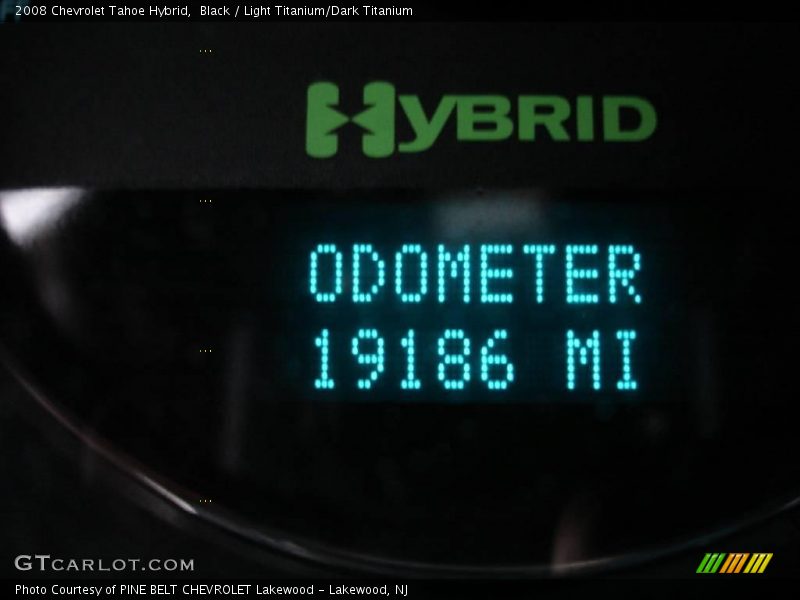 2008 Chevrolet Tahoe Hybrid,  Black / Light Titanium/Dark Titanium
HYBRID
ODOMETER
19186 MI
GTCARLOT.COM
Photo Courtesy of PINE BELT CHEVROLET Lakewood - Lakewood, NJ